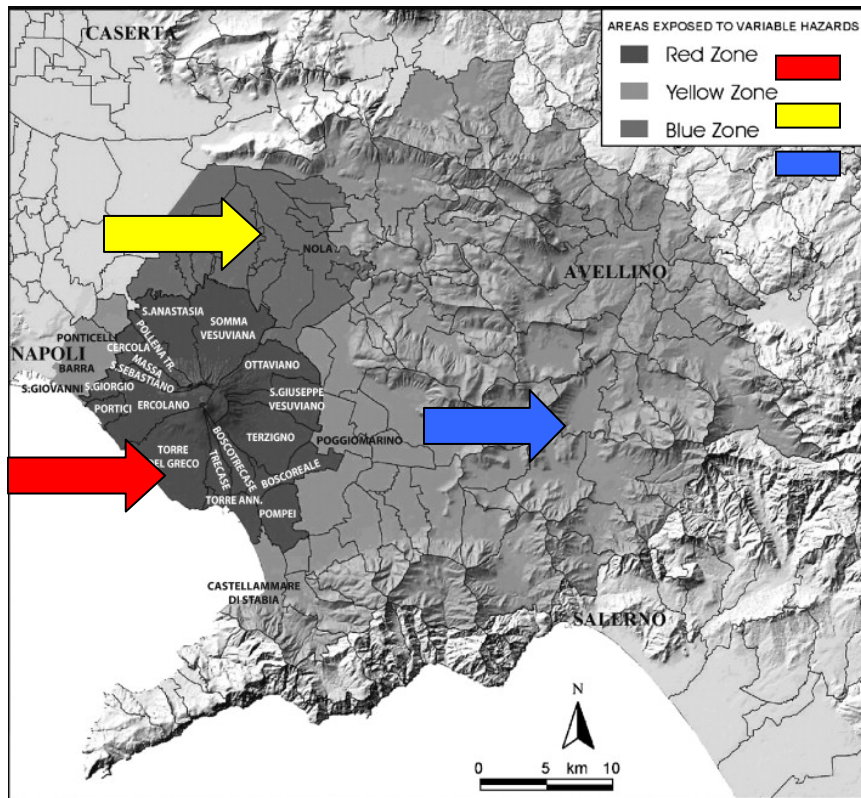 CASERTA
AREAS EXPOSED TO VARIABLE HAZARDS
Red Zone
Yellow Zone
Blue Zone
NOLA
AVELLINO
S.ANASTASIA
SOMMA
VESUVIANA
POLLENA TR.
PONTICELLI
CERCOLA
MASSA
NAPOLI
BARRA
S.SEBASTIANO
OTTAVIANO
S.GIOVANNI
S.GIORGIO
S.GIUSEPPE
VESUVIANO
PORTICI
ERCOLANO
TERZIGNO
POGGIOMARINO
TORRE
DEL GRECO
BOSCOTRECASE
TRECASE
BOSCOREALE
TORRE ANN.
POMPEI
CASTELLAMMARE
DI STABIA
SALERNO
N
0 5 km 10